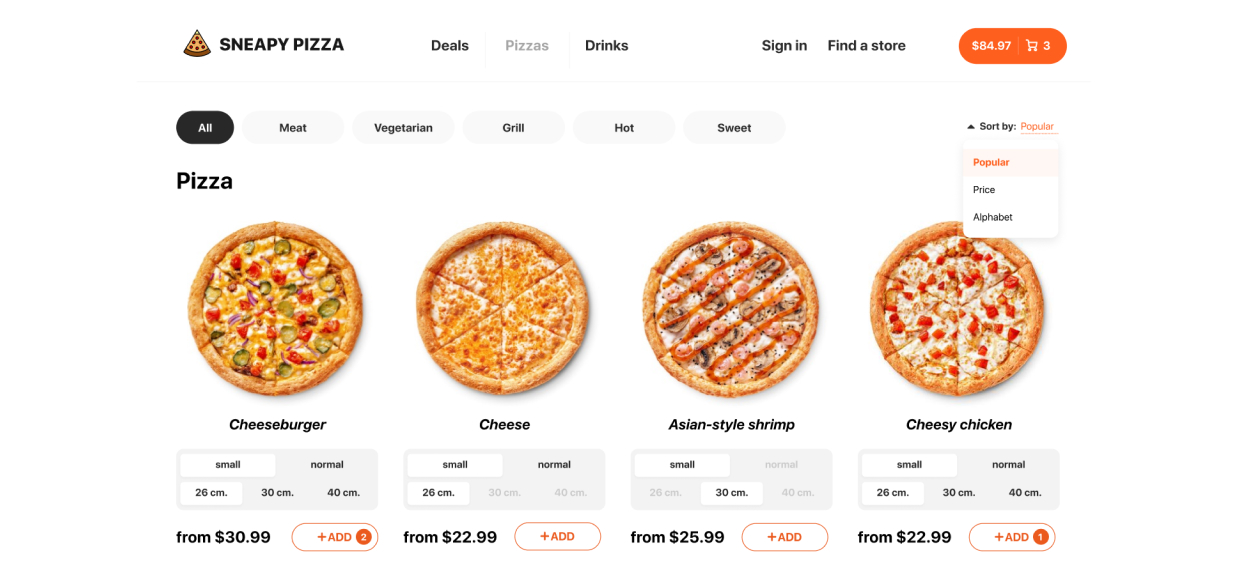 SNEAPY PIZZA Deals Pizzas Drinks Sign in Find a store $84.97 3
All Meat Vegetarian Grill Hot Sweet Sort by: Popular
Popular
Price
Alphabet
Pizza
Cheeseburger Cheese Asian-style shrimp Cheesy chicken
small normal small normal small normal small normal
26 cm. 30 cm. 40 cm. 26 cm. 30 cm. 40 cm. 26 cm. 30 cm. 40 cm. 26 cm. 30 cm. 40 cm.
from $30.99 +ADD 2 from $22.99 +ADD from $25.99 +ADD from $22.99 +ADD 1